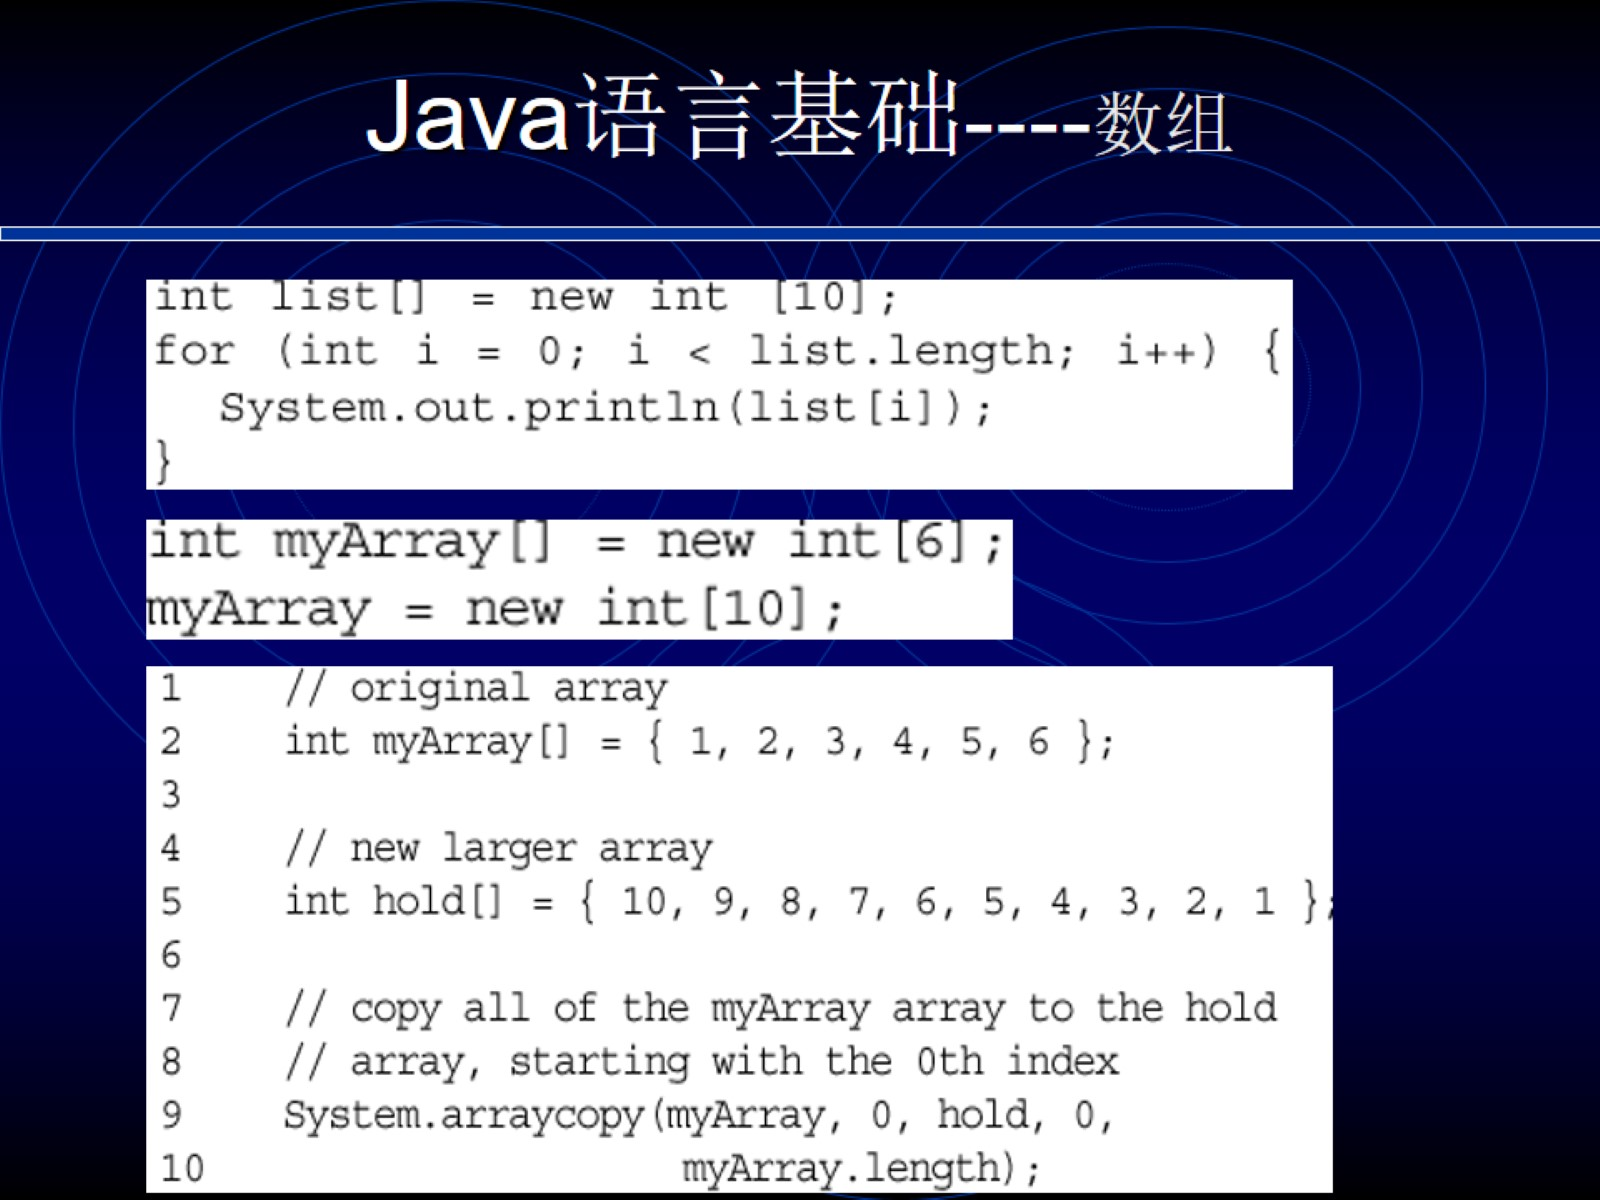 Java语言基础----数组
int list[] = new int [10];
for (int i = 0; i < list.length; i++) {
System.out.println(list[i]);
}
int myArray[] = new int[6];
myArray = new int[10];
1 // original array
2 int myArray[] = { 1, 2, 3, 4, 5, 6 };
3
4 // new larger array
5 int hold[] = { 10, 9, 8, 7, 6, 5, 4, 3, 2, 1 };
6
7 // copy all of the myArray array to the hold
8 // array, starting with the 0th index
9 System.arraycopy(myArray, 0, hold, 0,
10 myArray.length);